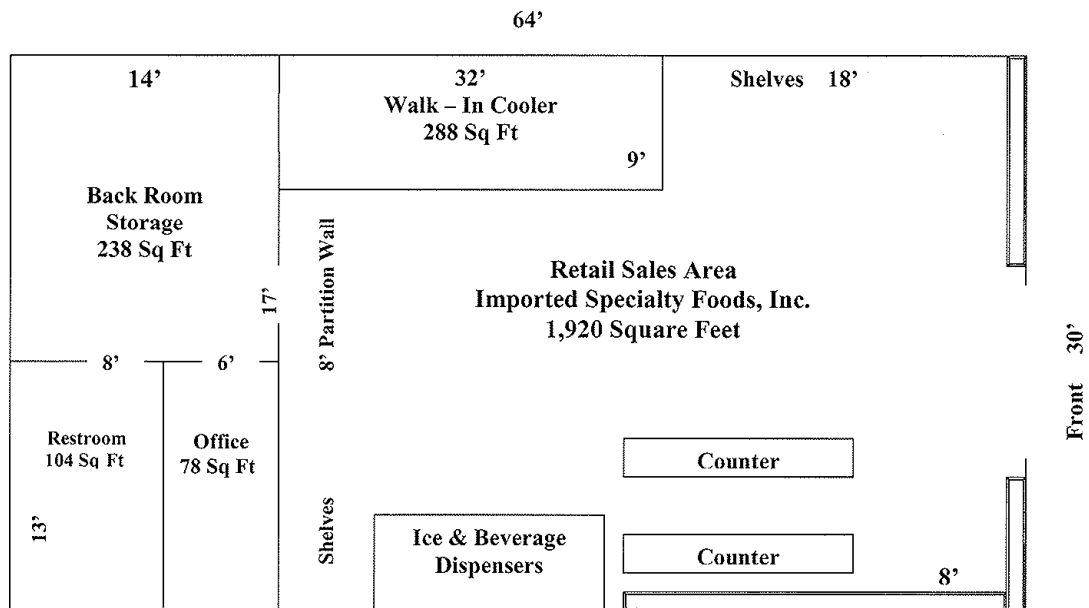 64’
14’
32’
Walk – In Cooler
288 Sq Ft
9’
Shelves 18’
Back Room
Storage
238 Sq Ft
17’
8’ Partition Wall
Retail Sales Area
Imported Specialty Foods, Inc.
1,920 Square Feet
Front 30’
8’
6’
Restroom
104 Sq Ft
Office
78 Sq Ft
13’
Shelves
Ice & Beverage
Dispensers
Counter
Counter
8’